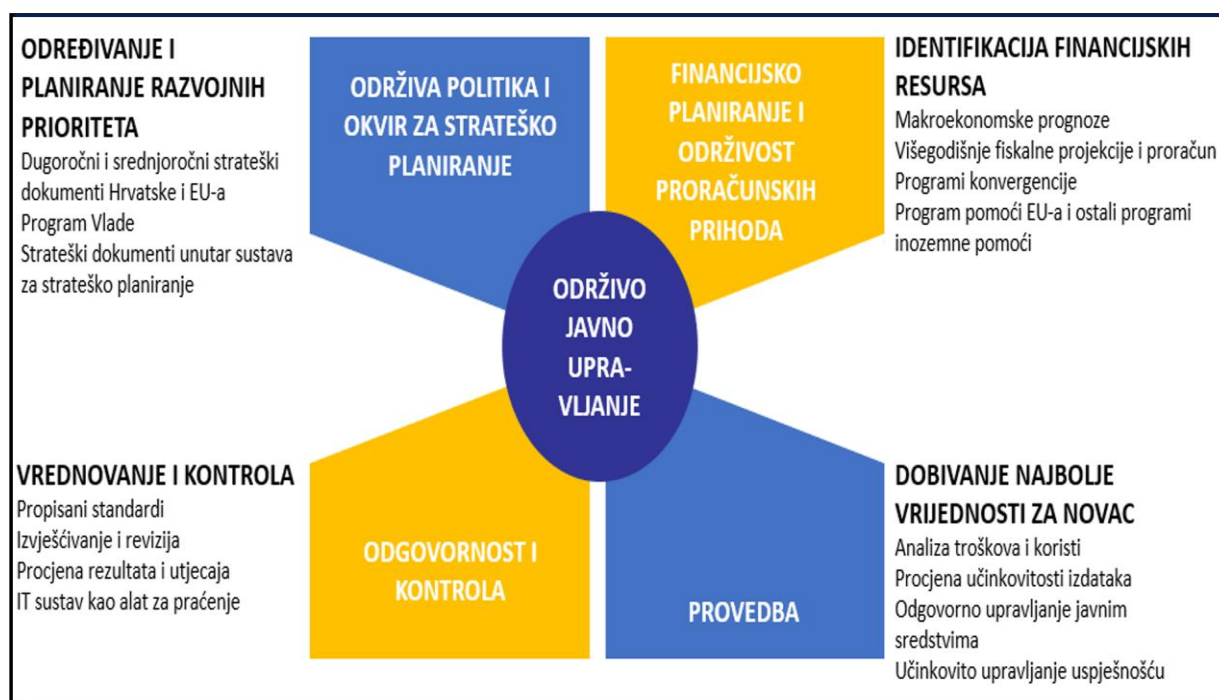 ODREĐIVANJE I
PLANIRANJE RAZVOJNIH
PRIORITETA
Dugoročni i srednjoročni strateški
dokumenti Hrvatske i EU-a
Program Vlade
Strateški dokumenti unutar sustava
za strateško planiranje
ODRŽIVA POLITIKA I
OKVIR ZA STRATEŠKO
PLANIRANJE
FINANCIJSKO
PLANIRANJE I
ODRŽIVOST
PRORAČUNSKIH
PRIHODA
IDENTIFIKACIJA FINANCIJSKIH
RESURSA
Makroekonomske prognoze
Višegodišnje fiskalne projekcije i proračun
Programi konvergencije
Program pomoći EU-a i ostali programi
inozemne pomoći
ODRŽIVO
JAVNO
UPRA-
VLJANJE
VREDNOVANJE I KONTROLA
Propisani standardi
Izvješćivanje i revizija
Procjena rezultata i utjecaja
IT sustav kao alat za praćenje
ODGOVORNOST I
KONTROLA
PROVEDBA
DOBIVANJE NAJBOLJE
VRIJEDNOSTI ZA NOVAC
Analiza troškova i koristi
Procjena učinkovitosti izdataka
Odgovorno upravljanje javnim
sredstvima
Učinkovito upravljanje uspješnošću